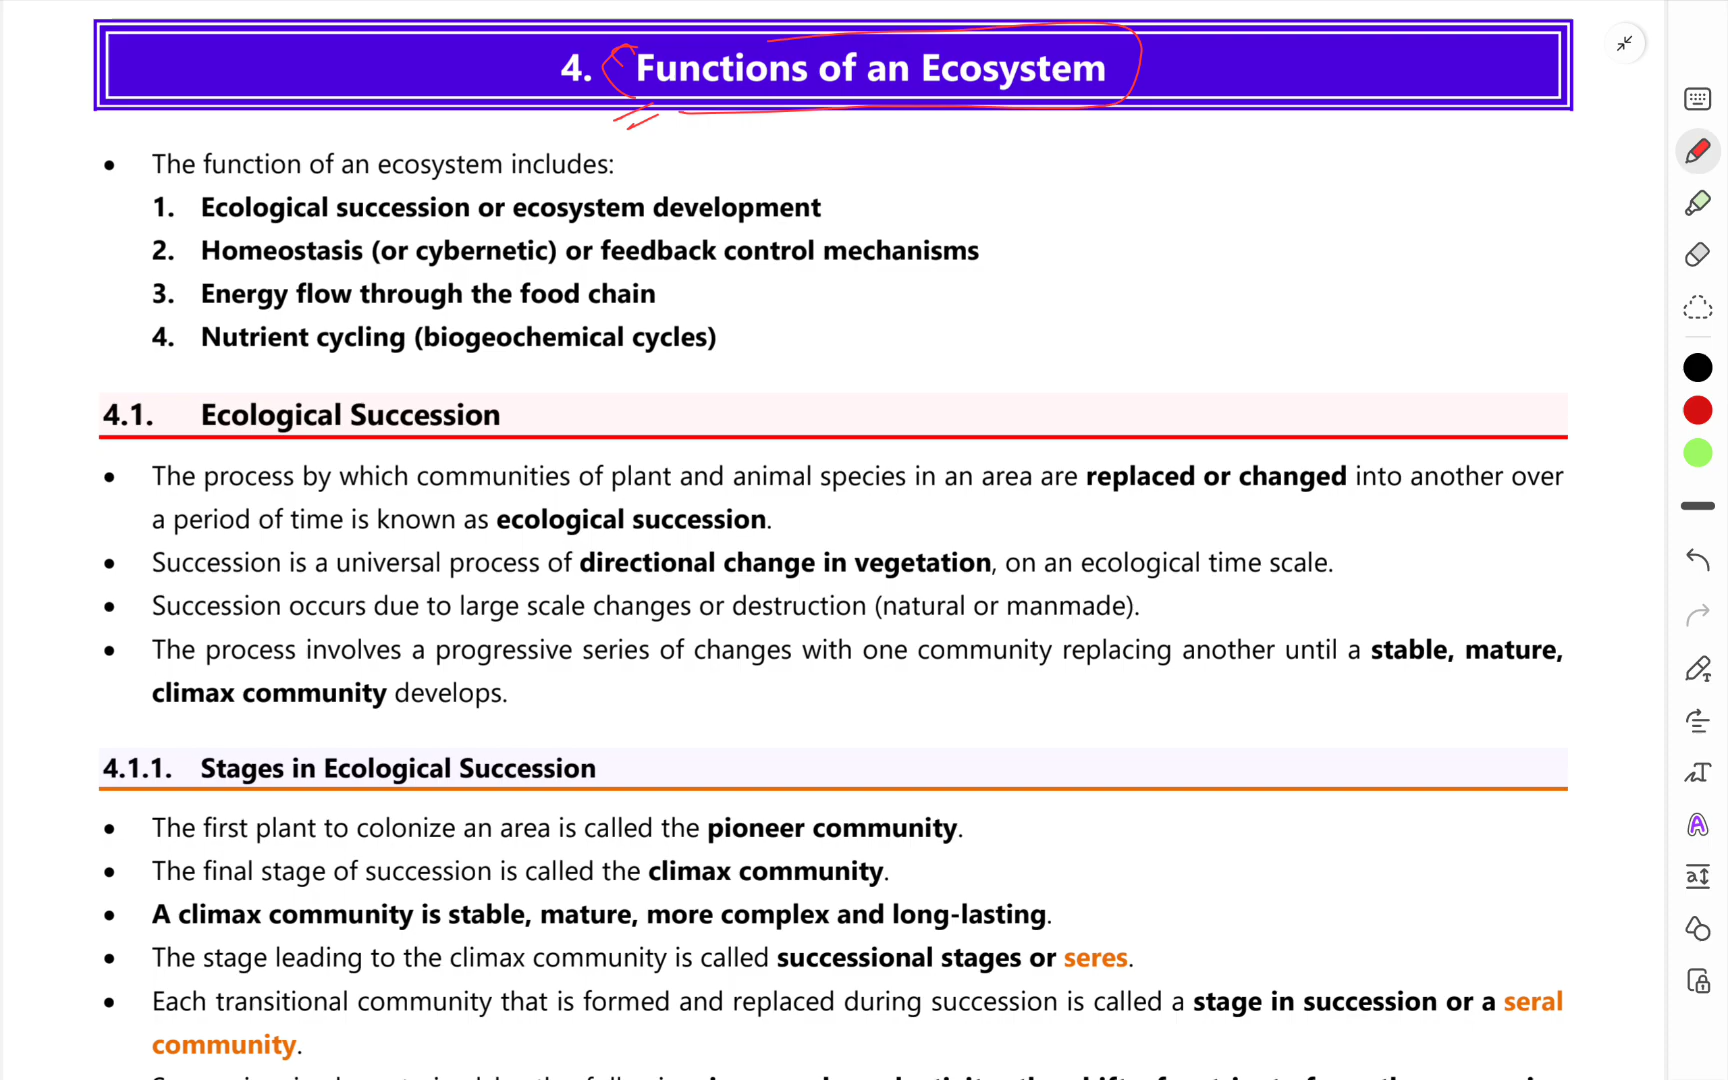 4. Functions of an Ecosystem
• The function of an ecosystem includes:
1. Ecological succession or ecosystem development
2. Homeostasis (or cybernetic) or feedback control mechanisms
3. Energy flow through the food chain
4. Nutrient cycling (biogeochemical cycles)
4.1. Ecological Succession
• The process by which communities of plant and animal species in an area are replaced or changed into another over
a period of time is known as ecological succession.
• Succession is a universal process of directional change in vegetation, on an ecological time scale.
• Succession occurs due to large scale changes or destruction (natural or manmade).
• The process involves a progressive series of changes with one community replacing another until a stable, mature,
climax community develops.
4.1.1. Stages in Ecological Succession
• The first plant to colonize an area is called the pioneer community.
• The final stage of succession is called the climax community.
• A climax community is stable, mature, more complex and long-lasting.
• The stage leading to the climax community is called successional stages or seres.
• Each transitional community that is formed and replaced during succession is called a stage in succession or a seral
community.